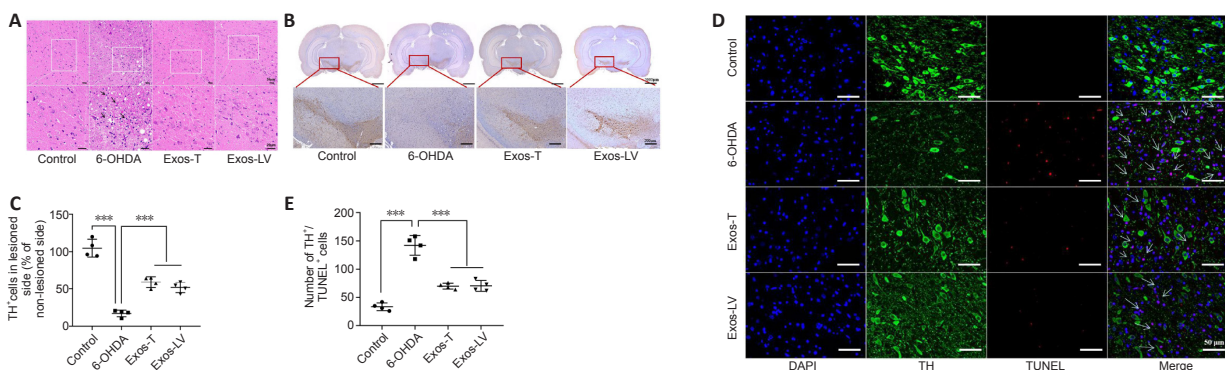 A
Control
6-OHDA
Exos-T
Exos-LV
B
Control
6-OHDA
Exos-T
Exos-LV
C
TH⁺cells in lesioned
side (% of
non-lesioned side)
150
100
50
0
***
***
Control
6-OHDA
Exos-T
Exos-LV
E
Number of TH⁺/
TUNEL⁺ cells
200
150
100
50
0
***
***
Control
6-OHDA
Exos-T
Exos-LV
D
Control
6-OHDA
Exos-T
Exos-LV
50 μm
DAPI
TH
TUNEL
Merge